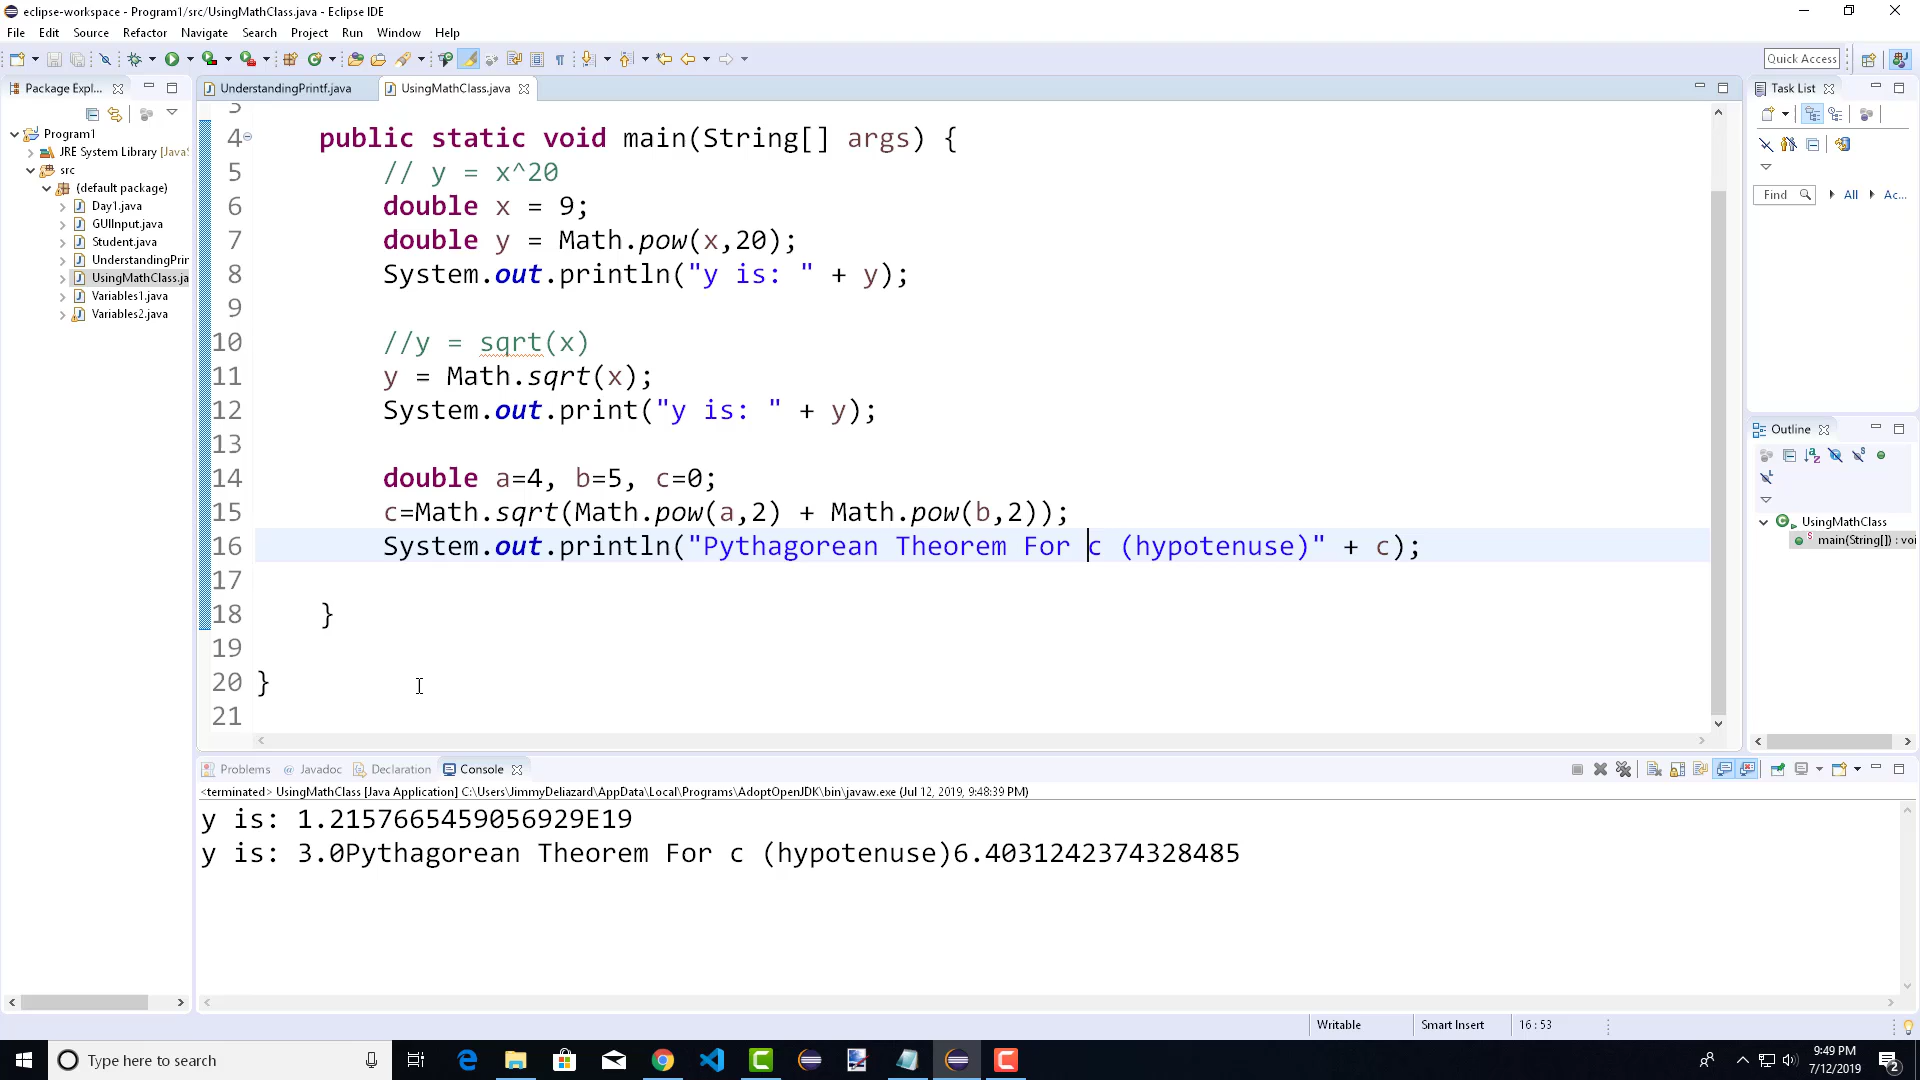 eclipse-workspace - Program1/src/UsingMathClass.java - Eclipse IDE
File Edit Source Refactor Navigate Search Project Run Window Help
Quick Access
Package Expl...
UnderstandingPrintf.java
UsingMathClass.java
Task List
Program1
JRE System Library [Java
src
(default package)
Day1.java
GUIInput.java
Student.java
UnderstandingPrir
UsingMathClass.ja
Variables1.java
Variables2.java
3
4 public static void main(String[] args) {
5 // y = x^20
6 double x = 9;
7 double y = Math.pow(x,20);
8 System.out.println("y is: " + y);
9
10 //y = sqrt(x)
11 y = Math.sqrt(x);
12 System.out.print("y is: " + y);
13
14 double a=4, b=5, c=0;
15 c=Math.sqrt(Math.pow(a,2) + Math.pow(b,2));
16 System.out.println("Pythagorean Theorem For c (hypotenuse)" + c);
17
18 }
19
20 }
21
Find All Ac...
Outline
UsingMathClass
main(String[]) : voi
Problems @ Javadoc Declaration Console
<terminated> UsingMathClass [Java Application] C:\Users\JimmyDeliazard\AppData\Local\Programs\AdoptOpenJDK\bin\javaw.exe (Jul 12, 2019, 9:48:39 PM)
y is: 1.2157665459056929E19
y is: 3.0Pythagorean Theorem For c (hypotenuse)6.4031242374328485
Writable Smart Insert 16 : 53
Type here to search
9:49 PM
7/12/2019
2